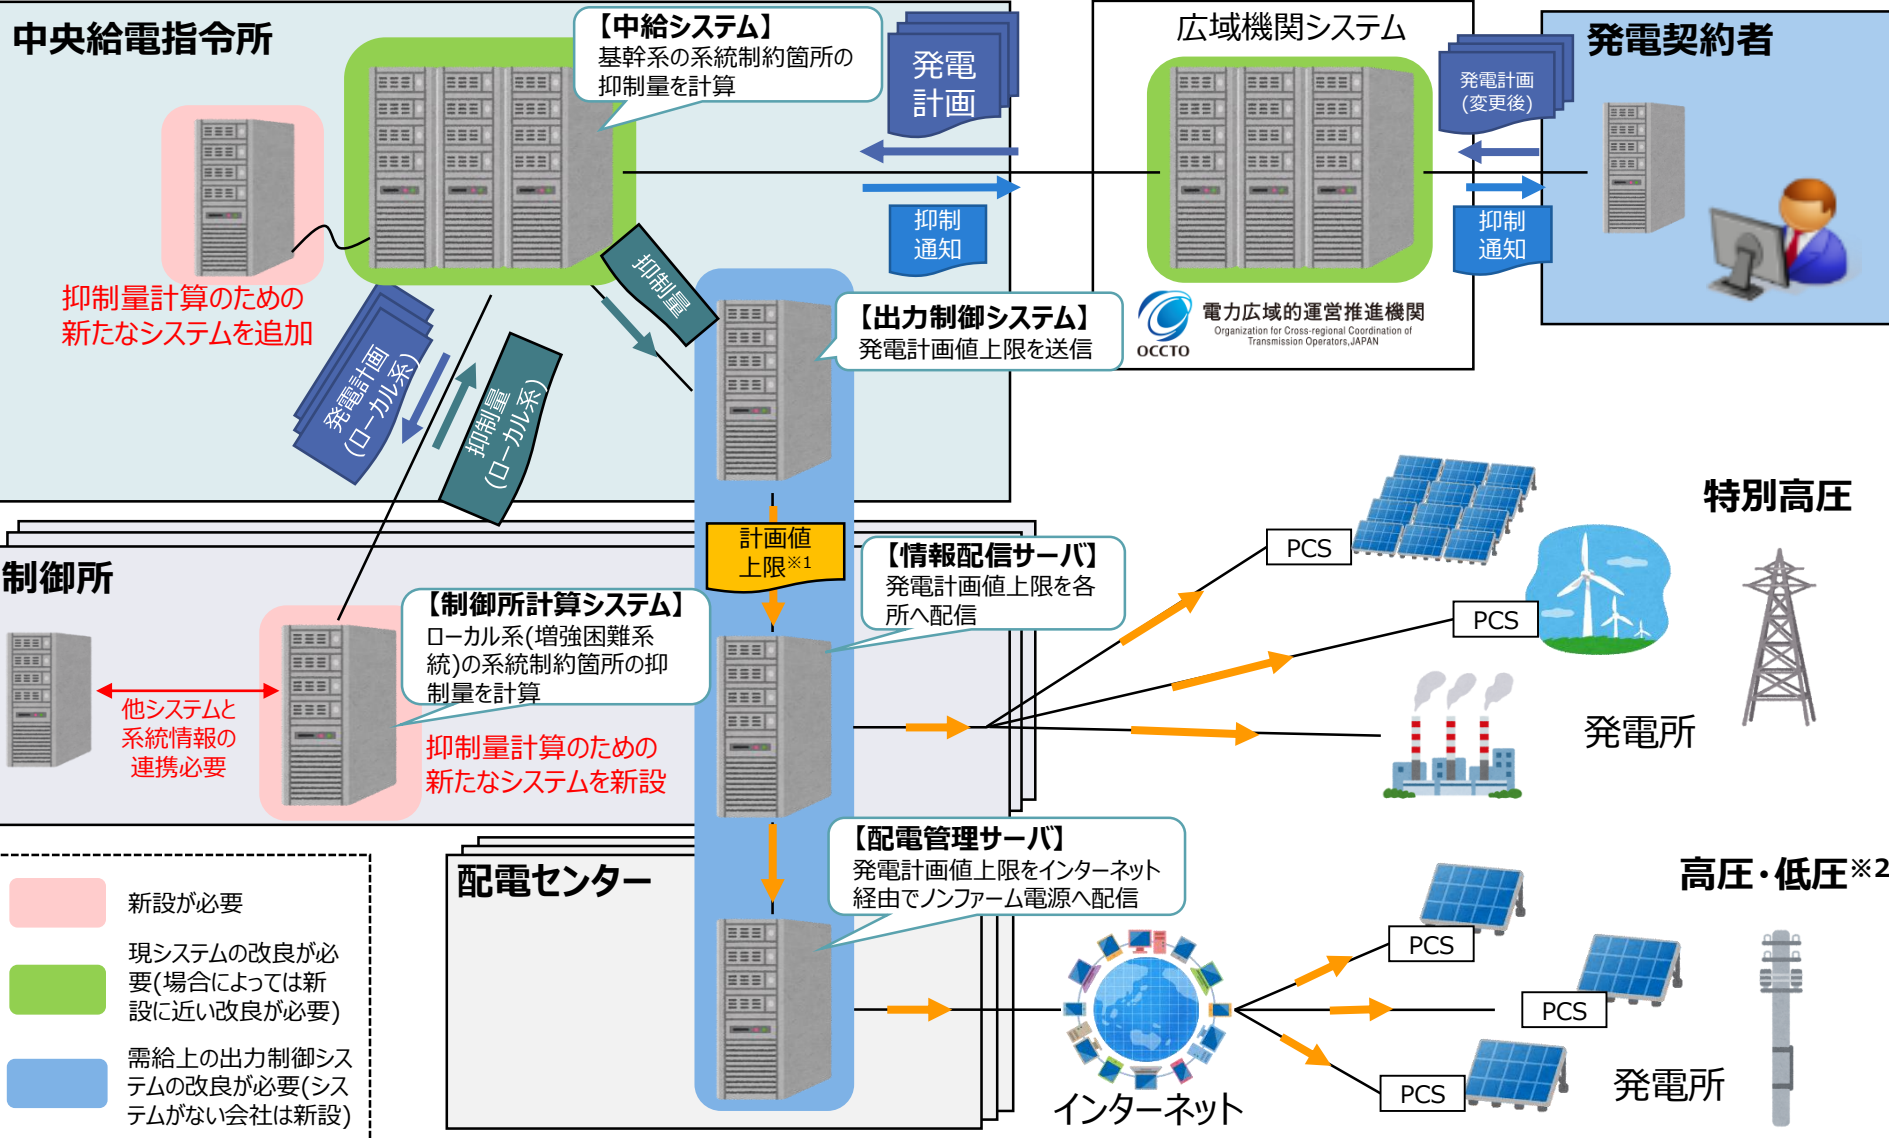 中央給電指令所
【中給システム】
基幹系の系統制約箇所の
抑制量を計算
発電
計画
広域機関システム
発電計画
(変更後)
発電契約者
抑制
通知
抑制
通知
抑制量計算のための
新たなシステムを追加
抑制量
発電計画
(ローカル系)
抑制量
(ローカル系)
【出力制御システム】
発電計画値上限を送信
OCCTO
電力広域的運営推進機関
Organization for Cross-regional Coordination of
Transmission Operators,JAPAN
計画値
上限※1
制御所
【制御所計算システム】
ローカル系(増強困難系
統)の系統制約箇所の抑
制量を計算
他システムと
系統情報の
連携必要
抑制量計算のための
新たなシステムを新設
【情報配信サーバ】
発電計画値上限を各
所へ配信
PCS
PCS
特別高圧
発電所
配電センター
【配電管理サーバ】
発電計画値上限をインターネット
経由でノンファーム電源へ配信
インターネット
高圧・低圧※2
PCS
PCS
PCS
発電所
新設が必要
現システムの改良が必
要(場合によっては新
設に近い改良が必要)
需給上の出力制御シス
テムの改良が必要(シス
テムがない会社は新設)